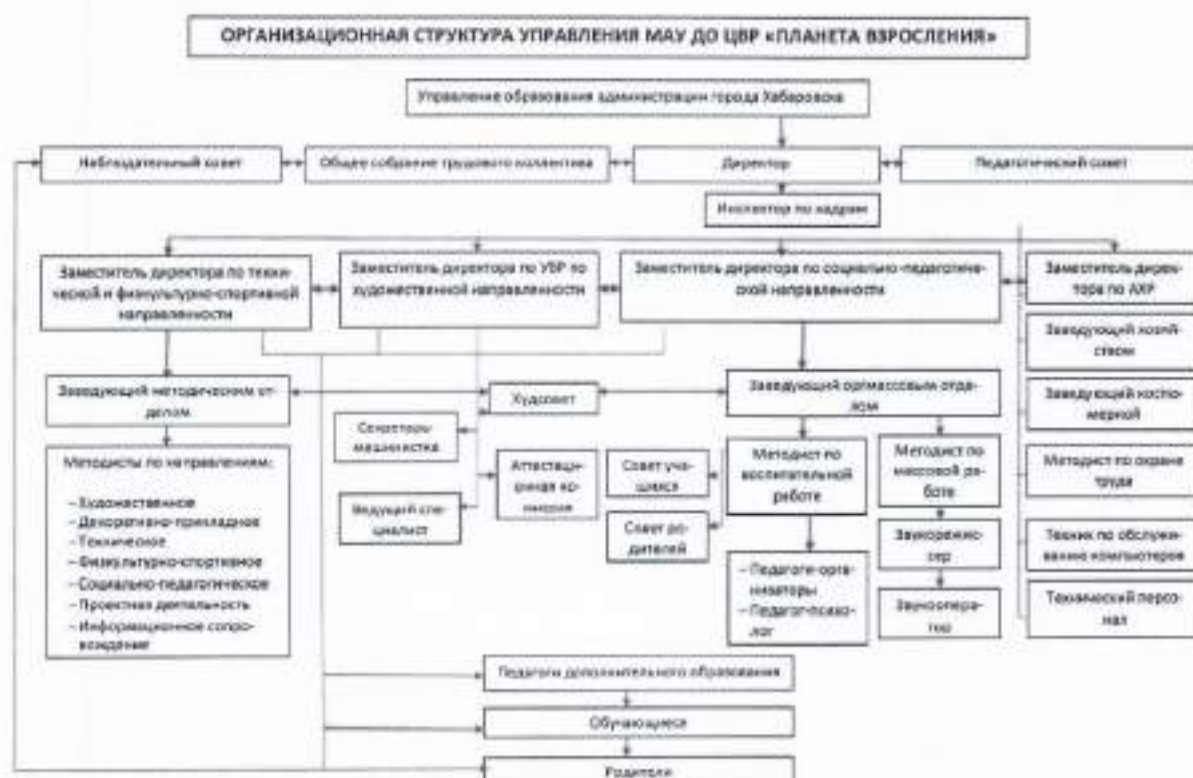 ОРГАНИЗАЦИОННАЯ СТРУКТУРА УПРАВЛЕНИЯ МАУ ДО ЦВР «ПЛАНЕТА ВЗРОСЛЕНИЯ»
Управление образования администрации города Хабаровска
Наблюдательный совет
Общее собрание трудового коллектива
Директор
Педагогический совет
Инспектор по кадрам
Заместитель директора по техни-
ческой и физкультурно-спортивной
направленности
Заместитель директора по УВР по
художественной направленности
Заместитель директора по социально-педагогиче-
ской направленности
Заместитель дирек-
тора по АХР
Заведующий хозяй-
ством
Заведующий методическим от-
делом
Худсовет
Заведующий оргмассовым отде-
лом
Заведующий костю-
мерной
Секретарь
машинистка
Методисты по направлениям:
– Художественное
– Декоративно-прикладное
– Техническое
– Физкультурно-спортивное
– Социально-педагогическое
– Проектная деятельность
– Информационное сопро-
вождение
Аттестаци-
онная ко-
миссия
Ведущий спе-
циалист
Совет уча-
щихся
Совет ро-
дителей
Методист по
воспитательной
работе
Методист по
массовой ра-
боте
Методист по охране
труда
Звукорежис-
сер
Техник по обслужи-
ванию компьютеров
– Педагоги-орга-
низаторы
– Педагог-психо-
лог
Звукоопера-
тор
Технический персо-
нал
Педагоги дополнительного образования
Обучающиеся
Родители